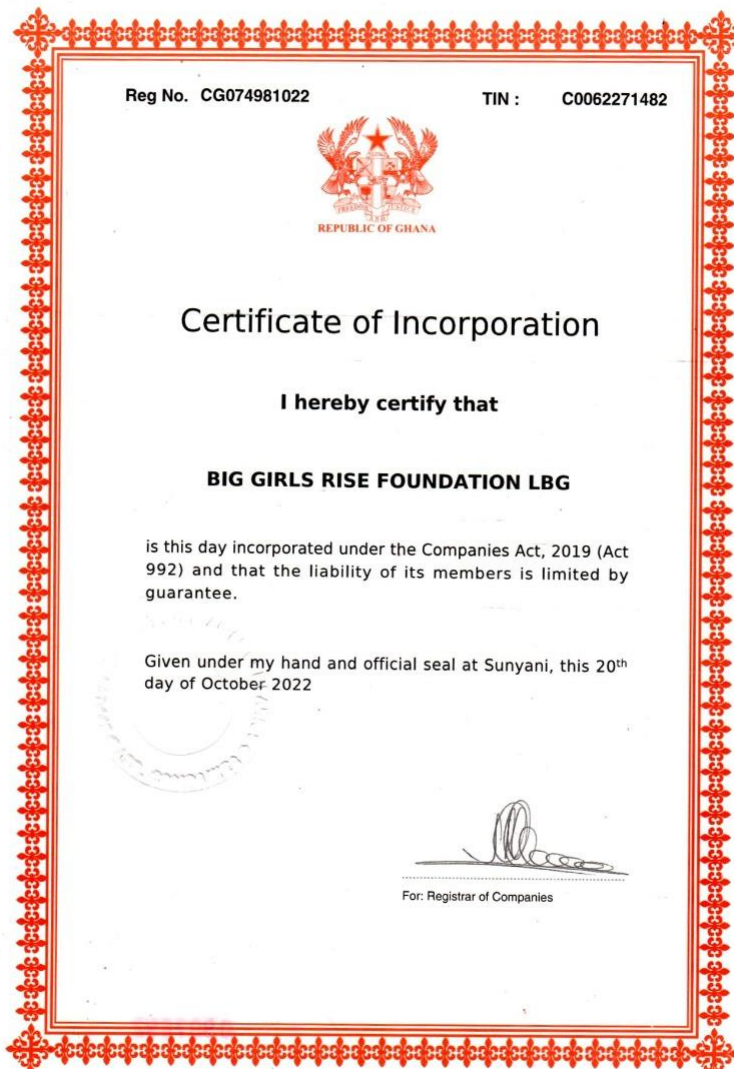 Reg No. CG074981022 TIN : C0062271482
REPUBLIC OF GHANA
Certificate of Incorporation
I hereby certify that
BIG GIRLS RISE FOUNDATION LBG
is this day incorporated under the Companies Act, 2019 (Act
992) and that the liability of its members is limited by
guarantee.
Given under my hand and official seal at Sunyani, this 20th
day of October 2022
For: Registrar of Companies